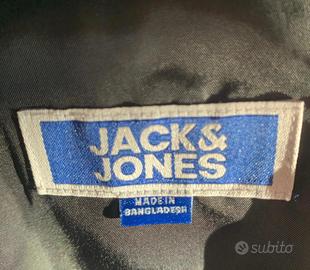 JACK&
JONES
MADE IN
BANGLADESH
subito